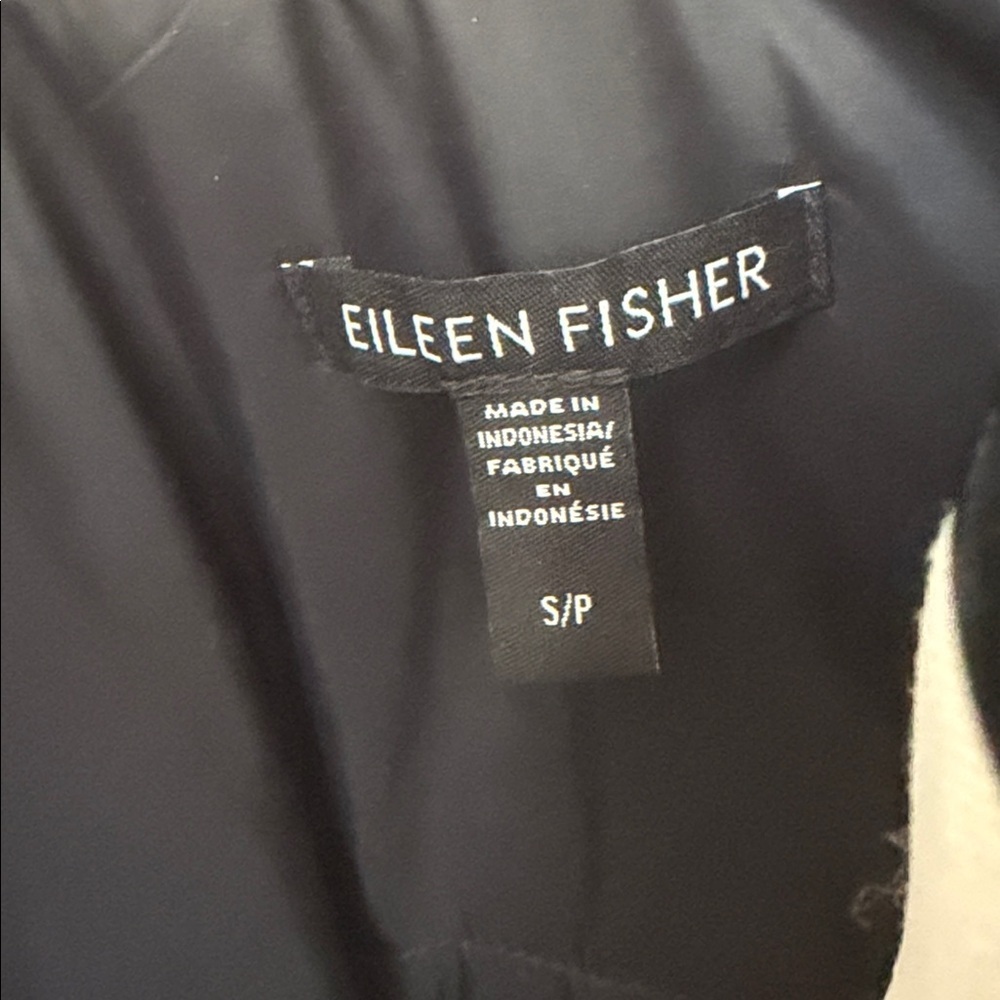 EILEEN FISHER
MADE IN
INDONESIA/
FABRIQUÉ
EN
INDONÉSIE
S/P